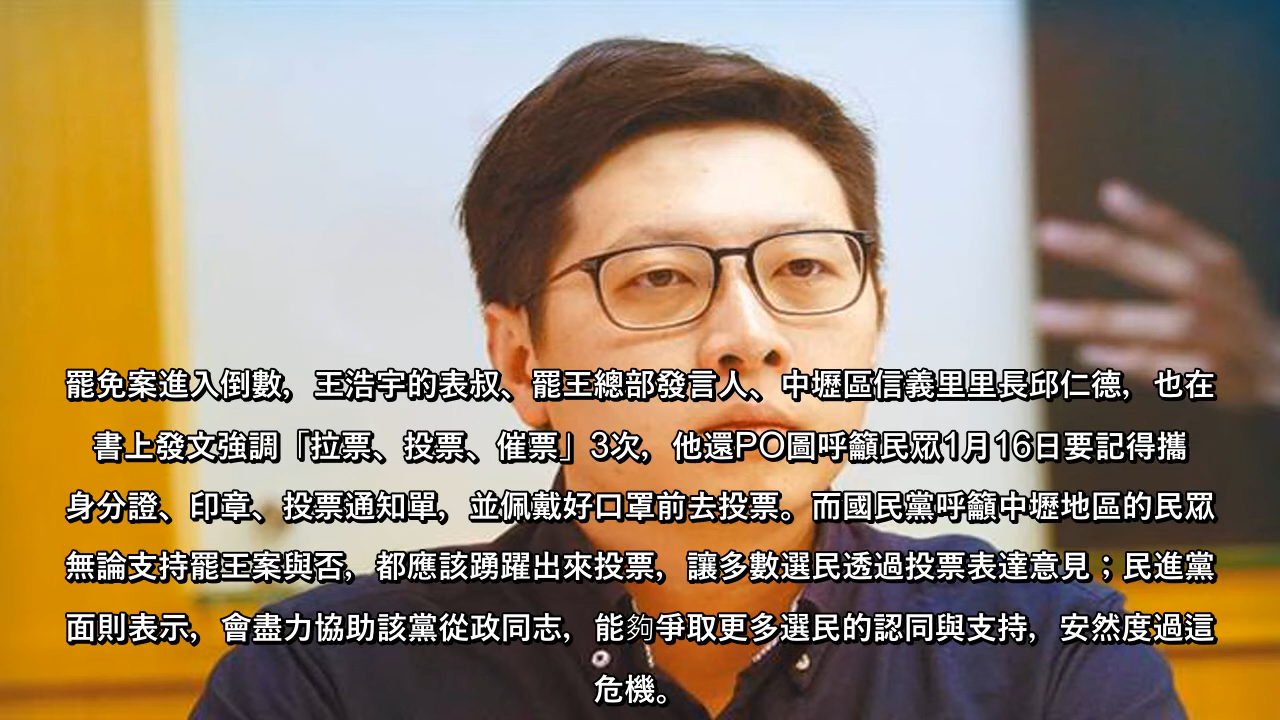 罷免案進入倒數，王浩宇的表叔、罷王總部發言人、中壢區信義里里長邱仁德，也在
書上發文強調「拉票、投票、催票」3次，他還PO圖呼籲民眾1月16日要記得攜
身分證、印章、投票通知單，並佩戴好口罩前去投票。而國民黨呼籲中壢地區的民眾
無論支持罷王案與否，都應該踴躍出來投票，讓多數選民透過投票表達意見；民進黨
面則表示，會盡力協助該黨從政同志，能夠爭取更多選民的認同與支持，安然度過這
危機。